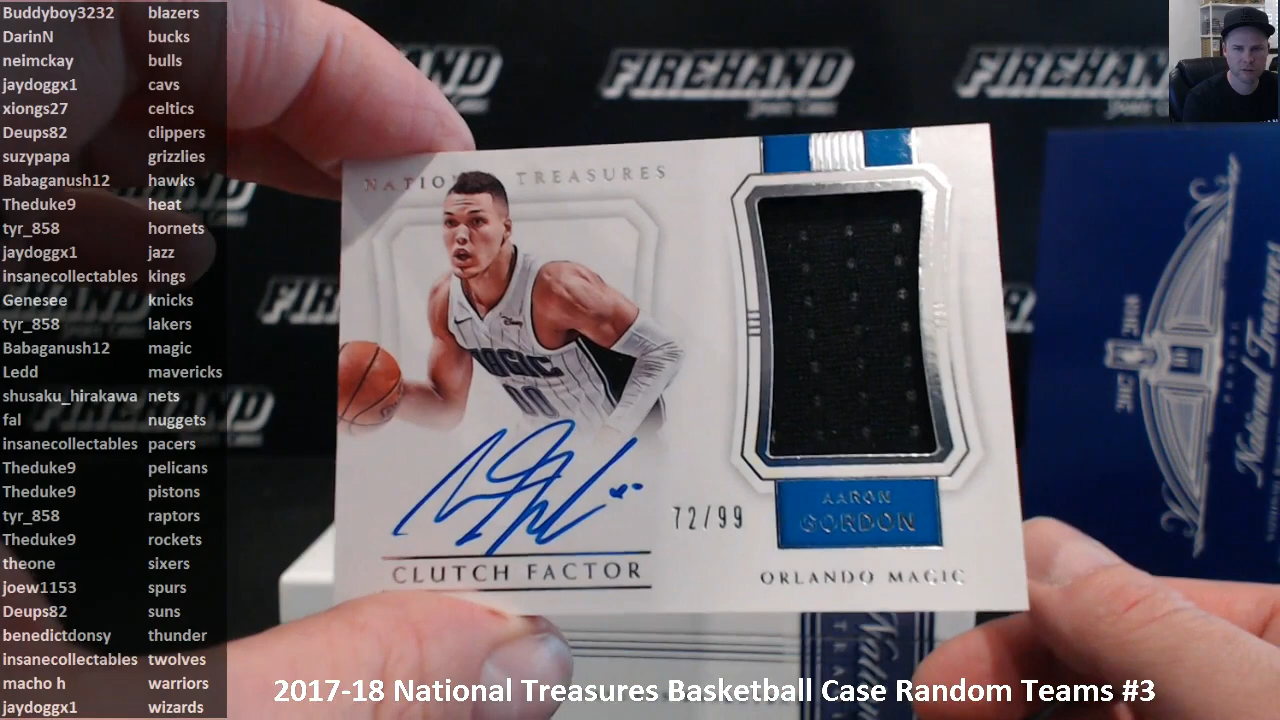 Buddyboy3232 blazers
DarinN bucks
neimckay bulls
jaydoggx1 cavs
xiongs27 celtics
Deups82 clippers
suzypapa grizzlies
Babaganush12 hawks
Theduke9 heat
tyr_858 hornets
jaydoggx1 jazz
insanecollectables kings
Genesee knicks
tyr_858 lakers
Babaganush12 magic
Ledd mavericks
shusaku_hirakawa nets
fal nuggets
insanecollectables pacers
Theduke9 pelicans
Theduke9 pistons
tyr_858 raptors
Theduke9 rockets
theone sixers
joew1153 spurs
Deups82 suns
benedictdonsy thunder
insanecollectables twolves
macho h warriors
jaydoggx1 wizards
FIREHAND FIREHAND
NATIO TREASURES
MAGIC
00
72/99
AARON
GORDON
CLUTCH FACTOR
ORLANDO MAGIC
National Treasures
2017-18 National Treasures Basketball Case Random Teams #3